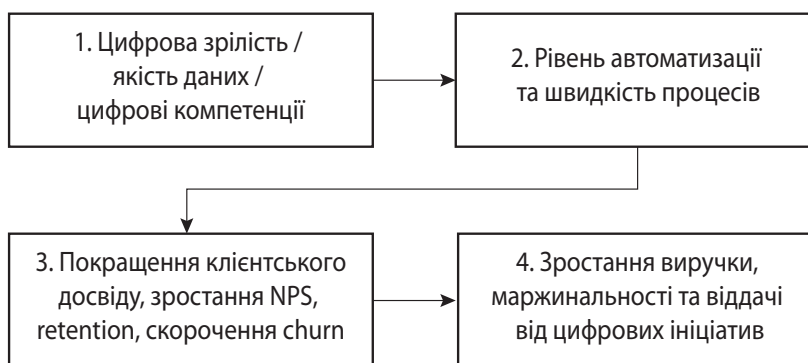 1. Цифрова зрілість /
якість даних /
цифрові компетенції
2. Рівень автоматизації
та швидкість процесів
3. Покращення клієнтського
досвіду, зростання NPS,
retention, скорочення churn
4. Зростання виручки,
маржинальності та віддачі
від цифрових ініціатив